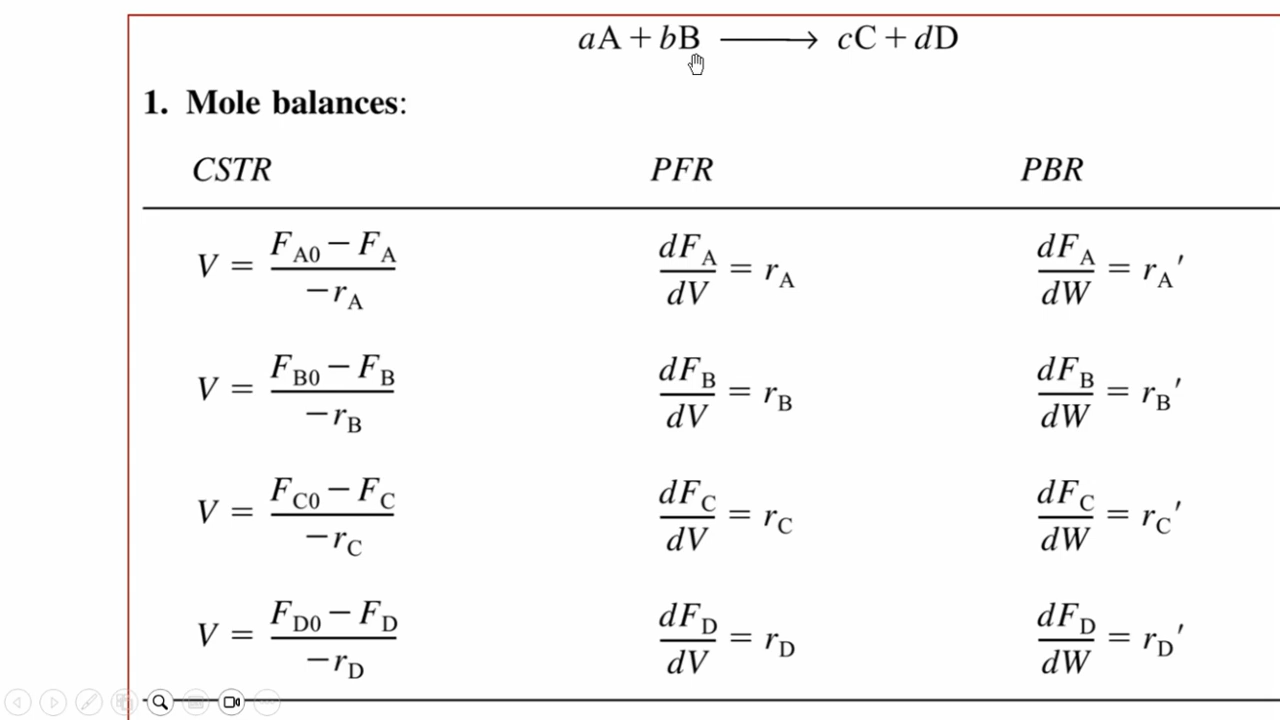 aA + bB ⟶ cC + dD
1. Mole balances:
CSTR PFR PBR
V = (F_A0 − F_A) / (−r_A) dF_A/dV = r_A dF_A/dW = r_A′
V = (F_B0 − F_B) / (−r_B) dF_B/dV = r_B dF_B/dW = r_B′
V = (F_C0 − F_C) / (−r_C) dF_C/dV = r_C dF_C/dW = r_C′
V = (F_D0 − F_D) / (−r_D) dF_D/dV = r_D dF_D/dW = r_D′